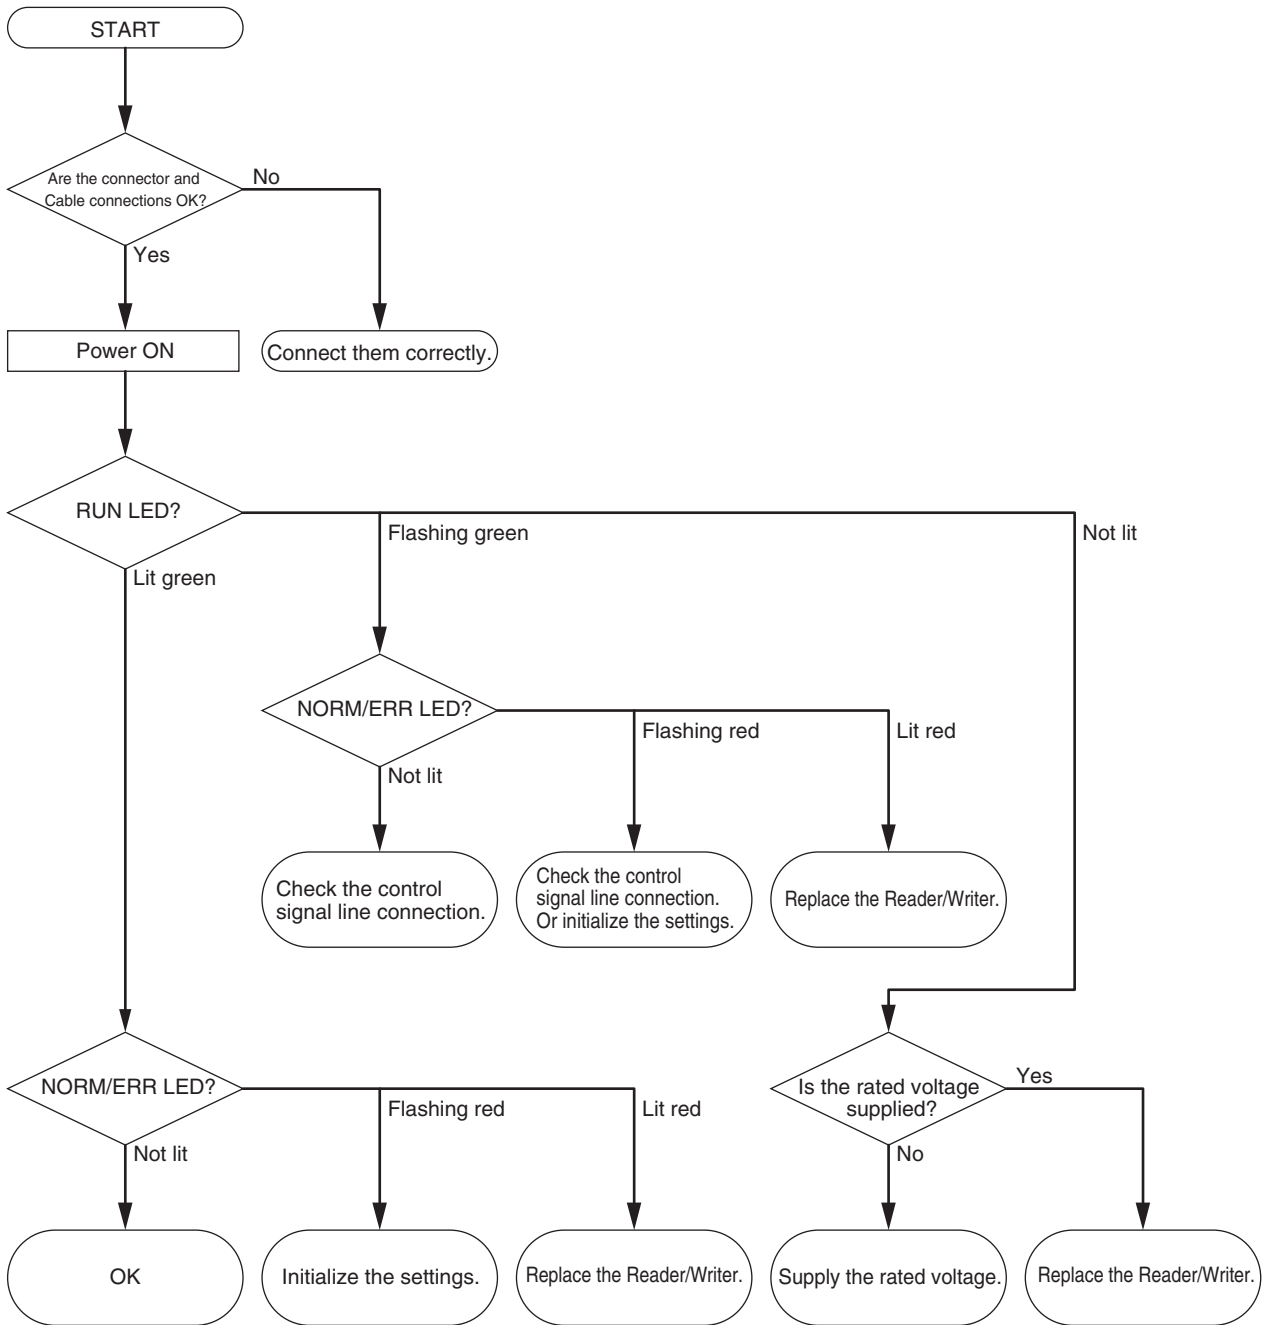 START
Are the connector and
Cable connections OK?
No
Yes
Power ON
Connect them correctly.
RUN LED?
Flashing green
Not lit
Lit green
NORM/ERR LED?
Flashing red
Lit red
Not lit
Check the control
signal line connection.
Check the control
signal line connection.
Or initialize the settings.
Replace the Reader/Writer.
NORM/ERR LED?
Flashing red
Lit red
Not lit
Is the rated voltage
supplied?
Yes
No
OK
Initialize the settings.
Replace the Reader/Writer.
Supply the rated voltage.
Replace the Reader/Writer.